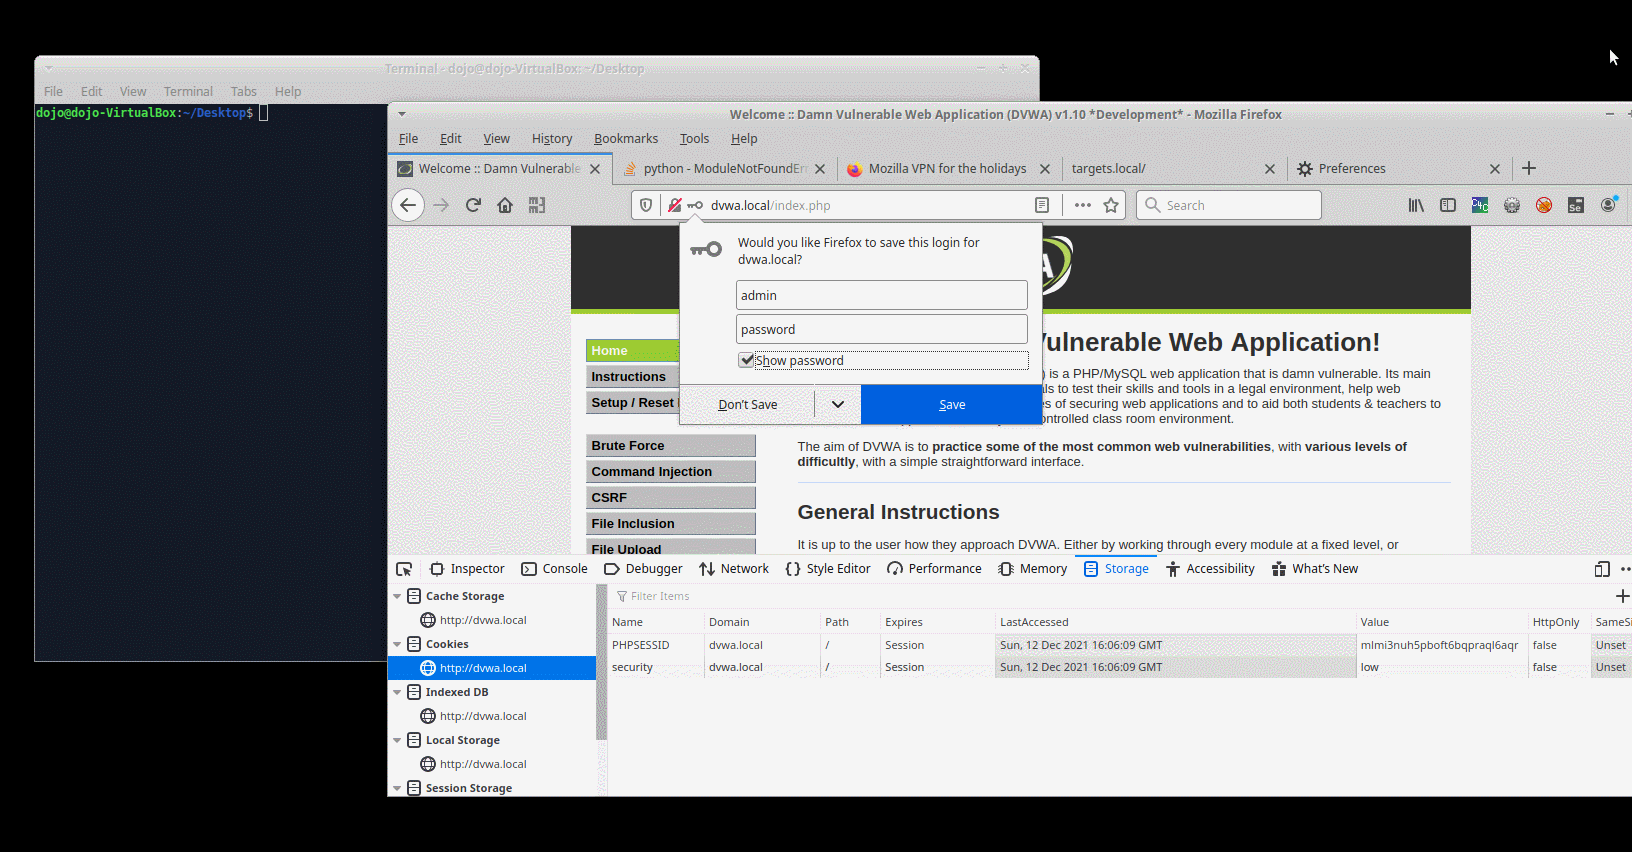 Terminal - dojo@dojo-VirtualBox: ~/Desktop
File Edit View Terminal Tabs Help
dojo@dojo-VirtualBox:~/Desktop$
Welcome :: Damn Vulnerable Web Application (DVWA) v1.10 *Development* - Mozilla Firefox
File Edit View History Bookmarks Tools Help
Welcome :: Damn Vulnerable python - ModuleNotFoundErr Mozilla VPN for the holidays targets.local/ Preferences
dvwa.local/index.php Search
Would you like Firefox to save this login for
dvwa.local?
admin
password
Show password
Don't Save Save
Home
Instructions
Setup / Reset
Brute Force
Command Injection
CSRF
File Inclusion
File Upload
Vulnerable Web Application!
) is a PHP/MySQL web application that is damn vulnerable. Its main
to test their skills and tools in a legal environment, help web
of securing web applications and to aid both students & teachers to
controlled class room environment.
The aim of DVWA is to practice some of the most common web vulnerabilities, with various levels of
difficultly, with a simple straightforward interface.
General Instructions
It is up to the user how they approach DVWA. Either by working through every module at a fixed level, or
Inspector Console Debugger Network Style Editor Performance Memory Storage Accessibility What's New
Cache Storage
http://dvwa.local
Cookies
http://dvwa.local
Indexed DB
http://dvwa.local
Local Storage
http://dvwa.local
Session Storage
Filter Items
Name Domain Path Expires LastAccessed Value HttpOnly SameSi
PHPSESSID dvwa.local / Session Sun, 12 Dec 2021 16:06:09 GMT mlmi3nuh5pboft6bqpraql6aqr false Unset
security dvwa.local / Session Sun, 12 Dec 2021 16:06:09 GMT low false Unset